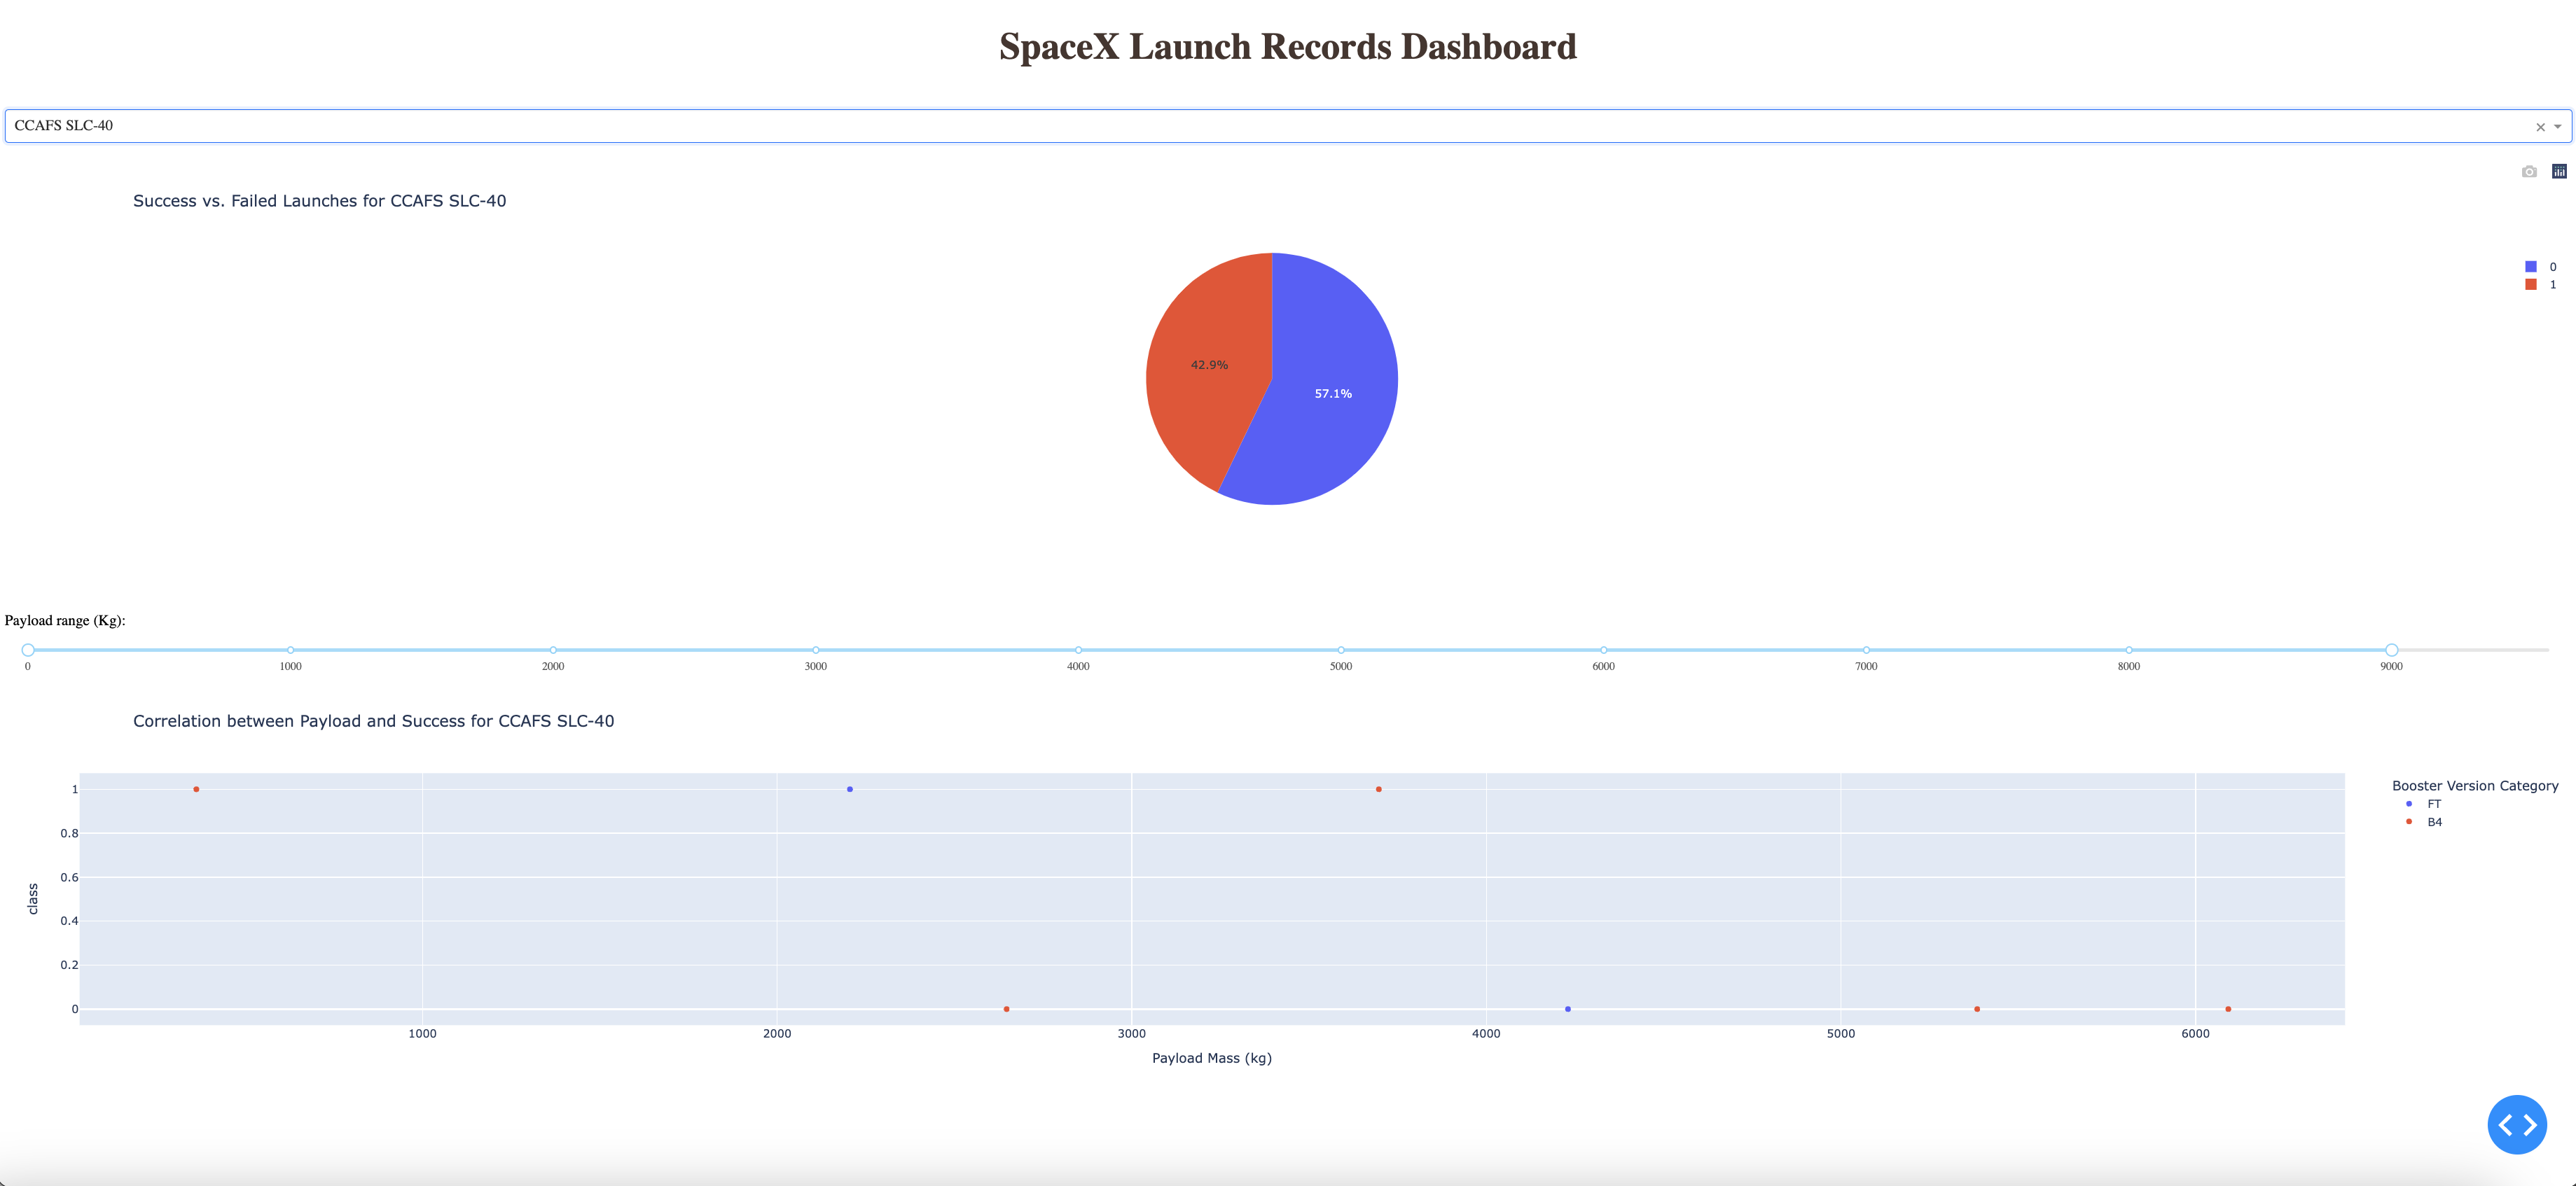 SpaceX Launch Records Dashboard
CCAFS SLC-40
Success vs. Failed Launches for CCAFS SLC-40
0
1
42.9%
57.1%
Payload range (Kg):
0 1000 2000 3000 4000 5000 6000 7000 8000 9000
Correlation between Payload and Success for CCAFS SLC-40
Booster Version Category
FT
B4
1
0.8
0.6
0.4
0.2
0
class
1000 2000 3000 4000 5000 6000
Payload Mass (kg)